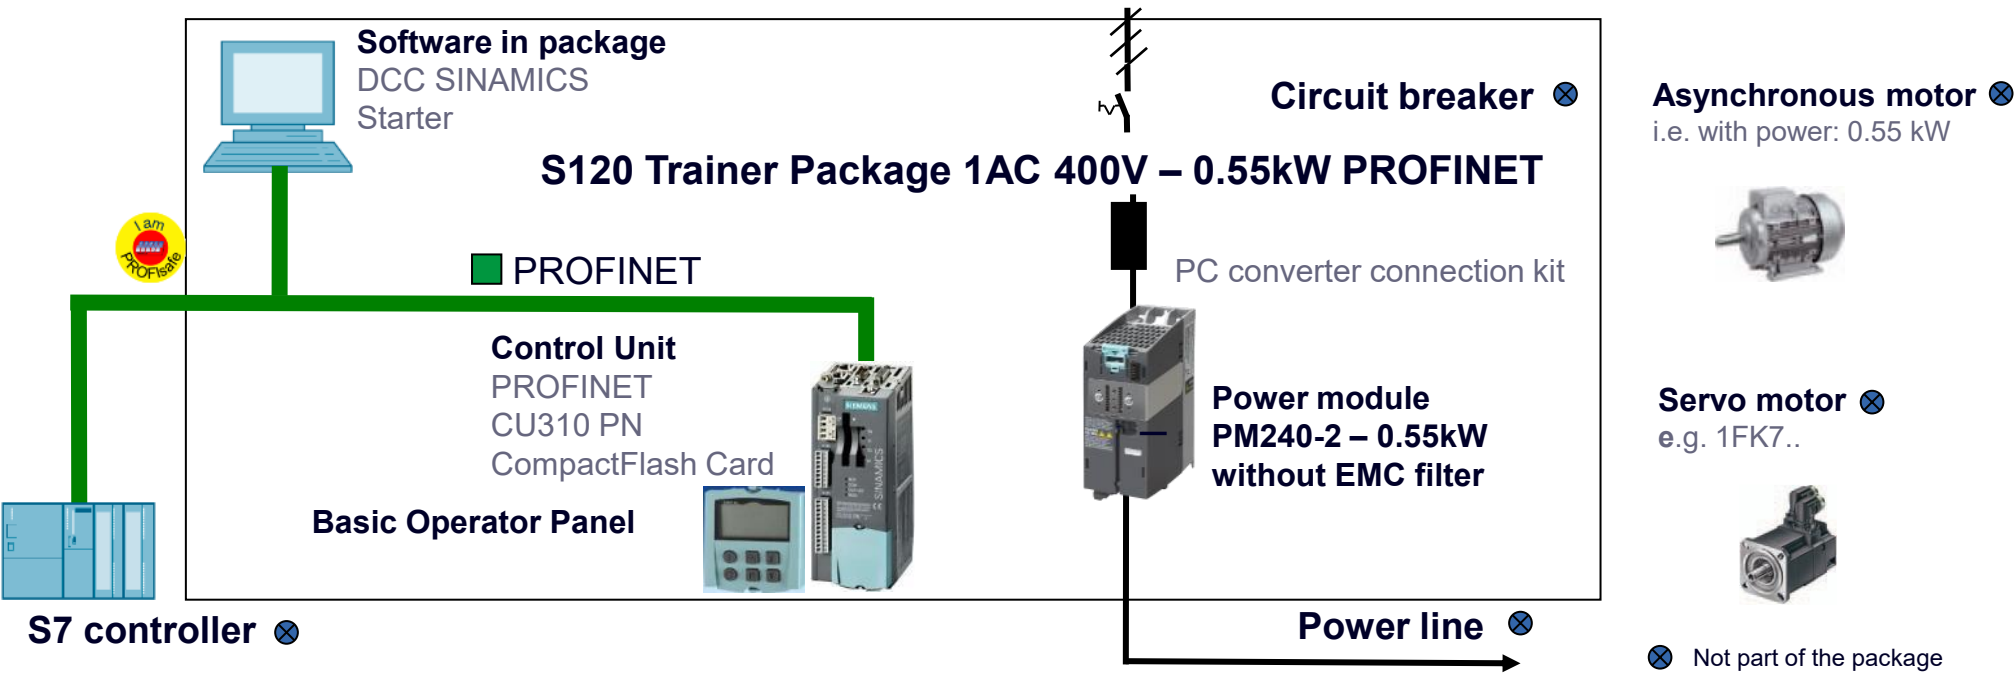 Software in package
DCC SINAMICS
Starter
Circuit breaker
Asynchronous motor
i.e. with power: 0.55 kW
S120 Trainer Package 1AC 400V – 0.55kW PROFINET
I am
PROFIsafe
PROFINET
PC converter connection kit
Control Unit
PROFINET
CU310 PN
CompactFlash Card
SIEMENS
SINAMICS
Power module
PM240-2 – 0.55kW
without EMC filter
Servo motor
e.g. 1FK7..
Basic Operator Panel
S7 controller
Power line
Not part of the package